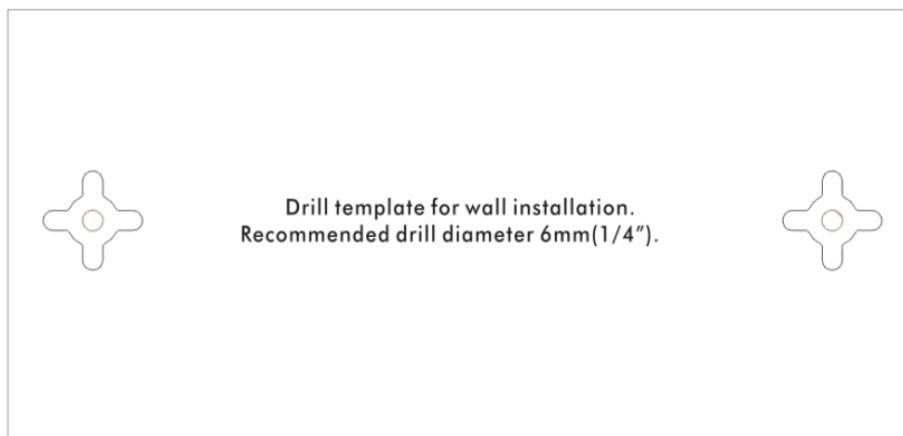 Drill template for wall installation.
Recommended drill diameter 6mm(1/4″).